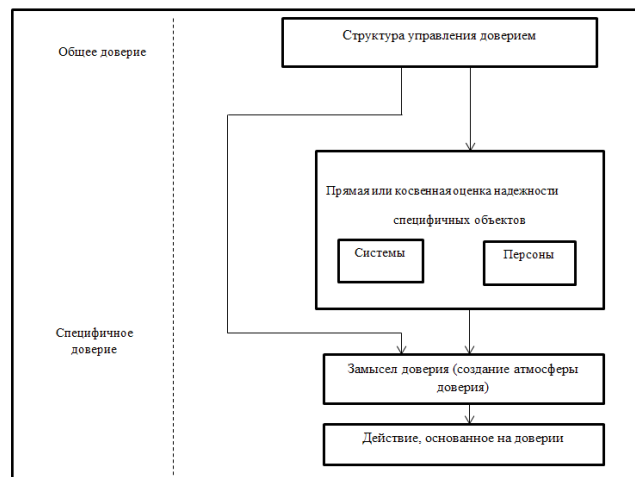 Структура управления доверием
Общее доверие
Прямая или косвенная оценка надежности
специфичных объектов
Системы
Персоны
Специфичное
доверие
Замысел доверия (создание атмосферы
доверия)
Действие, основанное на доверии